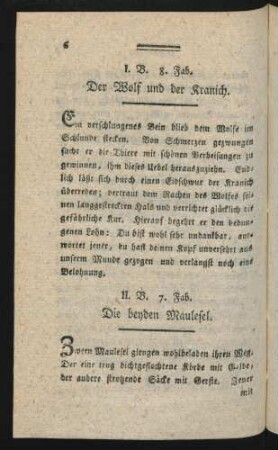 6
I. B. 8. Fab.
Der Wolf und der Kranich.
Ein verschlungenes Bein blieb dem Wolfe im
Schlunde stecken. Von Schmerzen gezwungen
sucht er die Thiere mit schönen Verheisungen zu
gewinnen, ihm dieses Uebel herauszuziehn. End-
lich läßt sich durch einen Eidschwur der Kranich
überreden; vertraut dem Rachen des Wolfes seinen
langgestreckten Hals und verrichtet glücklich die
gefährliche Kur. Hierauf begehrt er den bedun-
genen Lohn: Du bist wohl sehr undankbar, ant-
wortet jener, du hast deinen Kopf unversehrt aus
unserm Munde gezogen und verlangst noch eine
Belohnung.
II. B. 7. Fab.
Die beyden Maulesel.
Zween Maulesel giengen wohlbeladen ihren Weg.
Der eine trug dichtgeflochtne Körbe mit Gelde,
der andere strotzende Säcke mit Gerste. Jener
mit